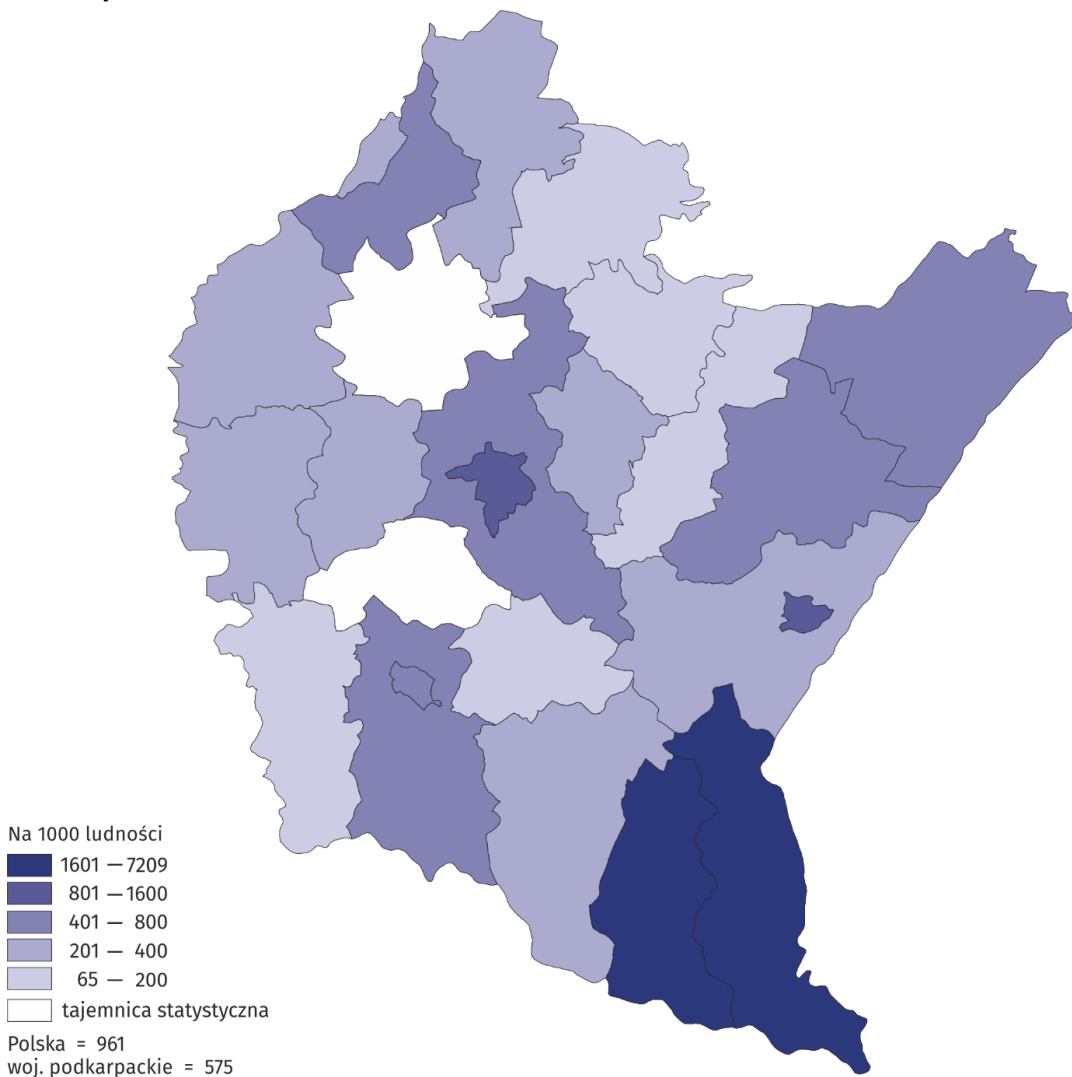 Na 1000 ludności
1601 — 7209
801 — 1600
401 — 800
201 — 400
65 — 200
tajemnica statystyczna
Polska = 961
woj. podkarpackie = 575